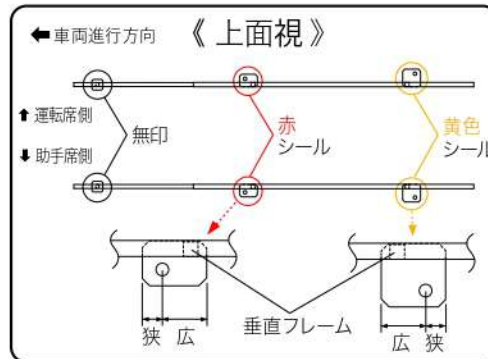 ⬅車両進行方向 《上面視》
⬆運転席側
⬇助手席側
無印
赤
シール
黄色
シール
垂直フレーム
狭 広
広 狭